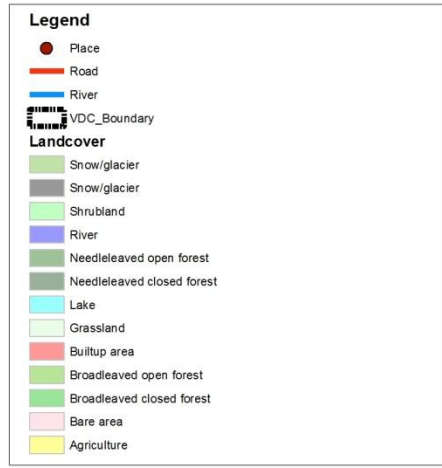 Legend
Place
Road
River
VDC_Boundary
Landcover
Snow/glacier
Snow/glacier
Shrubland
River
Needleleaved open forest
Needleleaved closed forest
Lake
Grassland
Builtup area
Broadleaved open forest
Broadleaved closed forest
Bare area
Agriculture